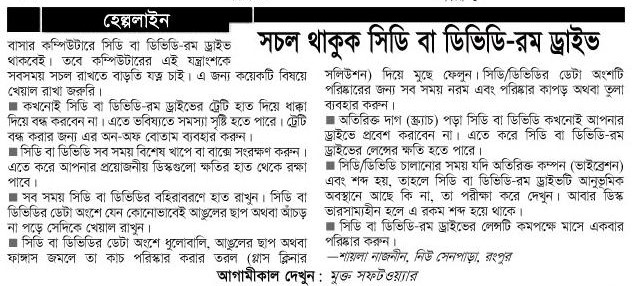 হেল্পলাইন
সচল থাকুক সিডি বা ডিভিডি-রম ড্রাইভ
বাসার কম্পিউটারে সিডি বা ডিভিডি-রম ড্রাইভ
থাকবেই। তবে কম্পিউটারের এই যন্ত্রাংশকে
সবসময় সচল রাখতে বাড়তি যত্ন চাই। এ জন্য কয়েকটি বিষয়ে
খেয়াল রাখা জরুরি।
■ কখনোই সিডি বা ডিভিডি-রম ড্রাইভের ট্রেটি হাত দিয়ে ধাক্কা
দিয়ে বন্ধ করবেন না। এতে ভবিষ্যতে সমস্যা সৃষ্টি হতে পারে। ট্রেটি
বন্ধ করার জন্য এর অন-অফ বোতাম ব্যবহার করুন।
■ সিডি বা ডিভিডি সব সময় বিশেষ খাপে বা বাক্সে সংরক্ষণ করুন।
এতে করে আপনার প্রয়োজনীয় ডিস্কগুলো ক্ষতির হাত থেকে রক্ষা
পাবে।
■ সব সময় সিডি বা ডিভিডির বহিরাবরণে হাত রাখুন। সিডি বা
ডিভিডির ডেটা অংশে যেন কোনোভাবেই আঙুলের ছাপ অথবা আঁচড়
না পড়ে সেদিকে খেয়াল রাখুন।
■ সিডি বা ডিভিডির ডেটা অংশে ধুলোবালি, আঙুলের ছাপ অথবা
ফাঙ্গাস জমলে তা কাচ পরিস্কার করার তরল (গ্লাস ক্লিনার
সলিউশন) দিয়ে মুছে ফেলুন। সিডি/ডিভিডির ডেটা অংশটি
পরিষ্কারের জন্য সব সময় নরম এবং পরিষ্কার কাপড় অথবা তুলা
ব্যবহার করুন।
■ অতিরিক্ত দাগ (স্ক্র্যাচ) পড়া সিডি বা ডিভিডি কখনোই আপনার
ড্রাইভে প্রবেশ করাবেন না। এতে করে সিডি বা ডিভিডি-রম
ড্রাইভের লেন্সের ক্ষতি হতে পারে।
■ সিডি/ডিভিডি চালানোর সময় যদি অতিরিক্ত কম্পন (ভাইব্রেশন)
এবং শব্দ হয়, তাহলে সিডি বা ডিভিডি-রম ড্রাইভটি আনুভূমিক
অবস্থানে আছে কি না, তা পরীক্ষা করে দেখুন। আবার ডিস্ক
ভারসাম্যহীন হলে এ রকম শব্দ হয়ে থাকে।
■ সিডি বা ডিভিডি-রম ড্রাইভের লেন্সটি কমপক্ষে মাসে একবার
পরিষ্কার করুন।
—শায়লা নাজনীন, নিউ সেনপাড়া, রংপুর
আগামীকাল দেখুন : মুক্ত সফটওয়্যার